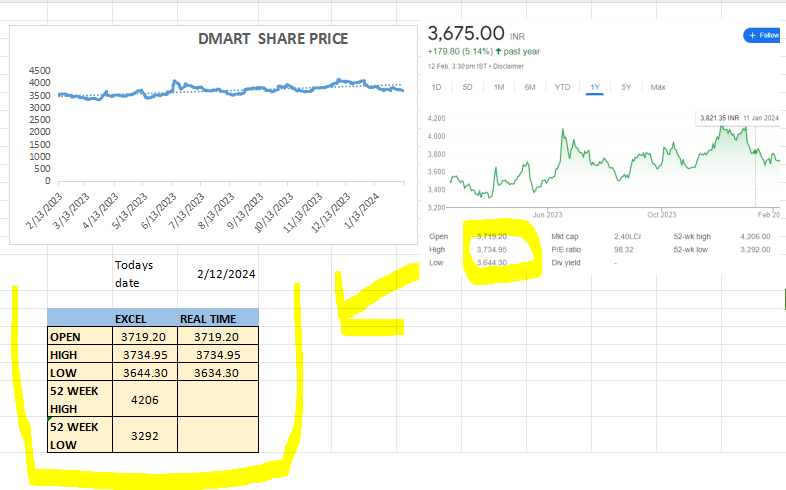 DMART SHARE PRICE
4500
4000
3500
3000
2500
2000
1500
1000
500
0
2/13/2023
3/13/2023
4/13/2023
5/13/2023
6/13/2023
7/13/2023
8/13/2023
9/13/2023
10/13/2023
11/13/2023
12/13/2023
1/13/2024
3,675.00 INR
+ Follow
+179.80 (5.14%) ↑ past year
12 Feb, 3:30 pm IST • Disclaimer
1D 5D 1M 6M YTD 1Y 5Y Max
3,821.35 INR 11 Jan 2024
4,200
4,000
3,800
3,600
3,400
3,200
Jun 2023 Oct 2023 Feb 20
Open 3,719.20 Mkt cap 2.40LCr 52-wk high 4,206.00
High 3,734.95 P/E ratio 98.32 52-wk low 3,292.00
Low 3,644.30 Div yield -
Todays
date 2/12/2024
EXCEL REAL TIME
OPEN 3719.20 3719.20
HIGH 3734.95 3734.95
LOW 3644.30 3634.30
52 WEEK
HIGH 4206
52 WEEK
LOW 3292